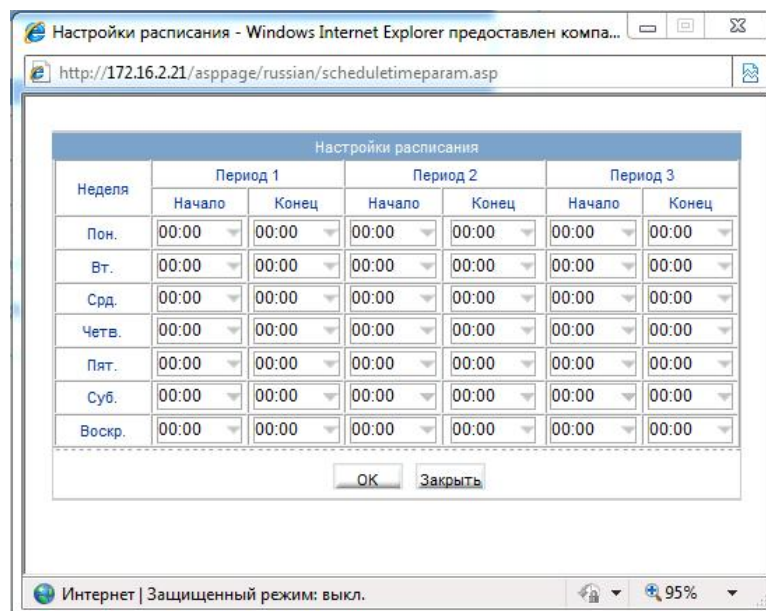 Настройки расписания - Windows Internet Explorer предоставлен компа...
http://172.16.2.21/asppage/russian/scheduletimeparam.asp
Настройки расписания
Неделя Период 1 Период 2 Период 3
Начало Конец Начало Конец Начало Конец
Пон. 00:00 00:00 00:00 00:00 00:00 00:00
Вт. 00:00 00:00 00:00 00:00 00:00 00:00
Срд. 00:00 00:00 00:00 00:00 00:00 00:00
Четв. 00:00 00:00 00:00 00:00 00:00 00:00
Пят. 00:00 00:00 00:00 00:00 00:00 00:00
Суб. 00:00 00:00 00:00 00:00 00:00 00:00
Воскр. 00:00 00:00 00:00 00:00 00:00 00:00
OK Закрыть
Интернет | Защищенный режим: выкл. 95%